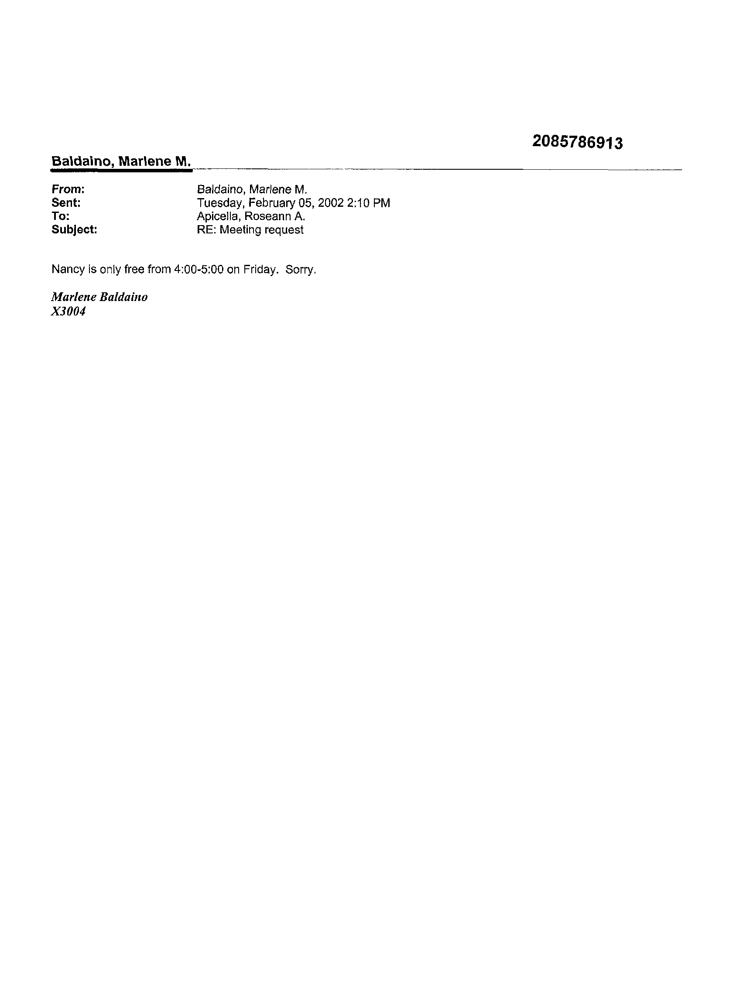 2085786913
Baldaino, Marlene M.
From: Baldaino, Marlene M.
Sent: Tuesday, February 05, 2002 2:10 PM
To: Apicella, Roseann A.
Subject: RE: Meeting request
Nancy is only free from 4:00-5:00 on Friday. Sorry.
Marlene Baldaino
X3004